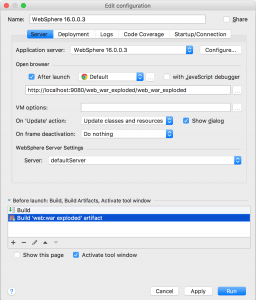 Edit configuration
Name: WebSphere 16.0.0.3 Share
Server Deployment Logs Code Coverage Startup/Connection
Application server: WebSphere 16.0.0.3 Configure...
Open browser
After launch Default ... with JavaScript debugger
http://localhost:9080/web_war_exploded/web_war_exploded
VM options: ...
On 'Update' action: Update classes and resources Show dialog
On frame deactivation: Do nothing
WebSphere Server Settings
Server: defaultServer
Before launch: Build, Build Artifacts, Activate tool window
Build
Build 'web:war exploded' artifact
Show this page Activate tool window
? Cancel Apply Run